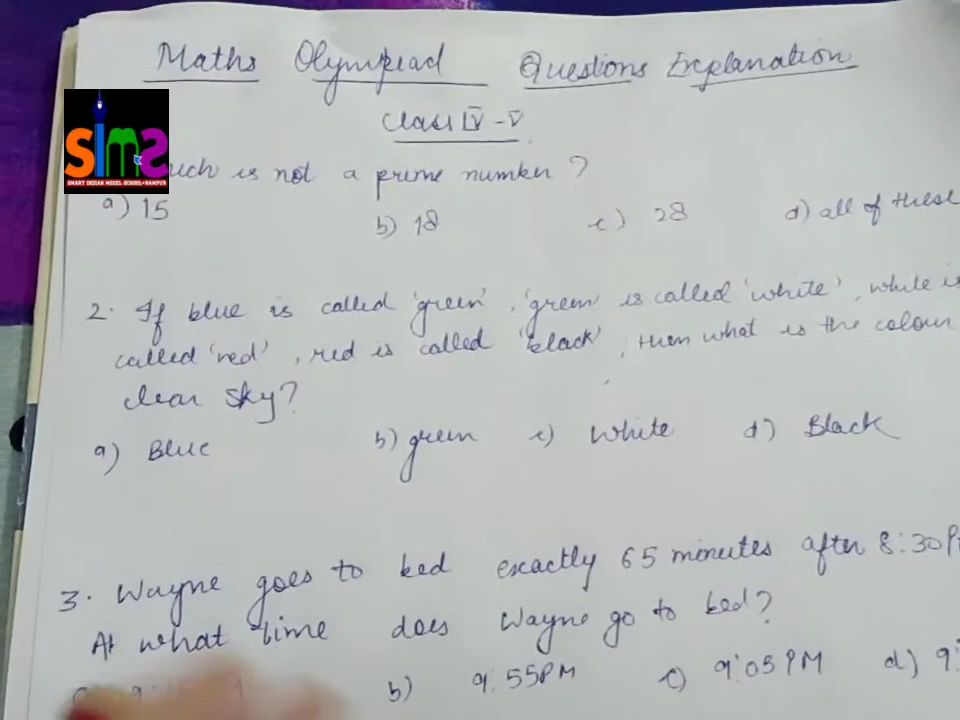 Maths Olympiad Questions Explanation
Class IV-V
SIMS
SMART INDIAN MODEL SCHOOL-RAMPUR
is not a prime number?
a) 15 b) 18 c) 28 d) all of these
2. If blue is called 'green', 'green' is called 'white', white is
called 'red', red is called 'black', then what is the colour
clear sky?
a) Blue b) green c) White d) Black
3. Wayne goes to bed exactly 65 minutes after 8:30
At what time does Wayne go to bed?
b) 9:55PM c) 9:05PM d) 9: